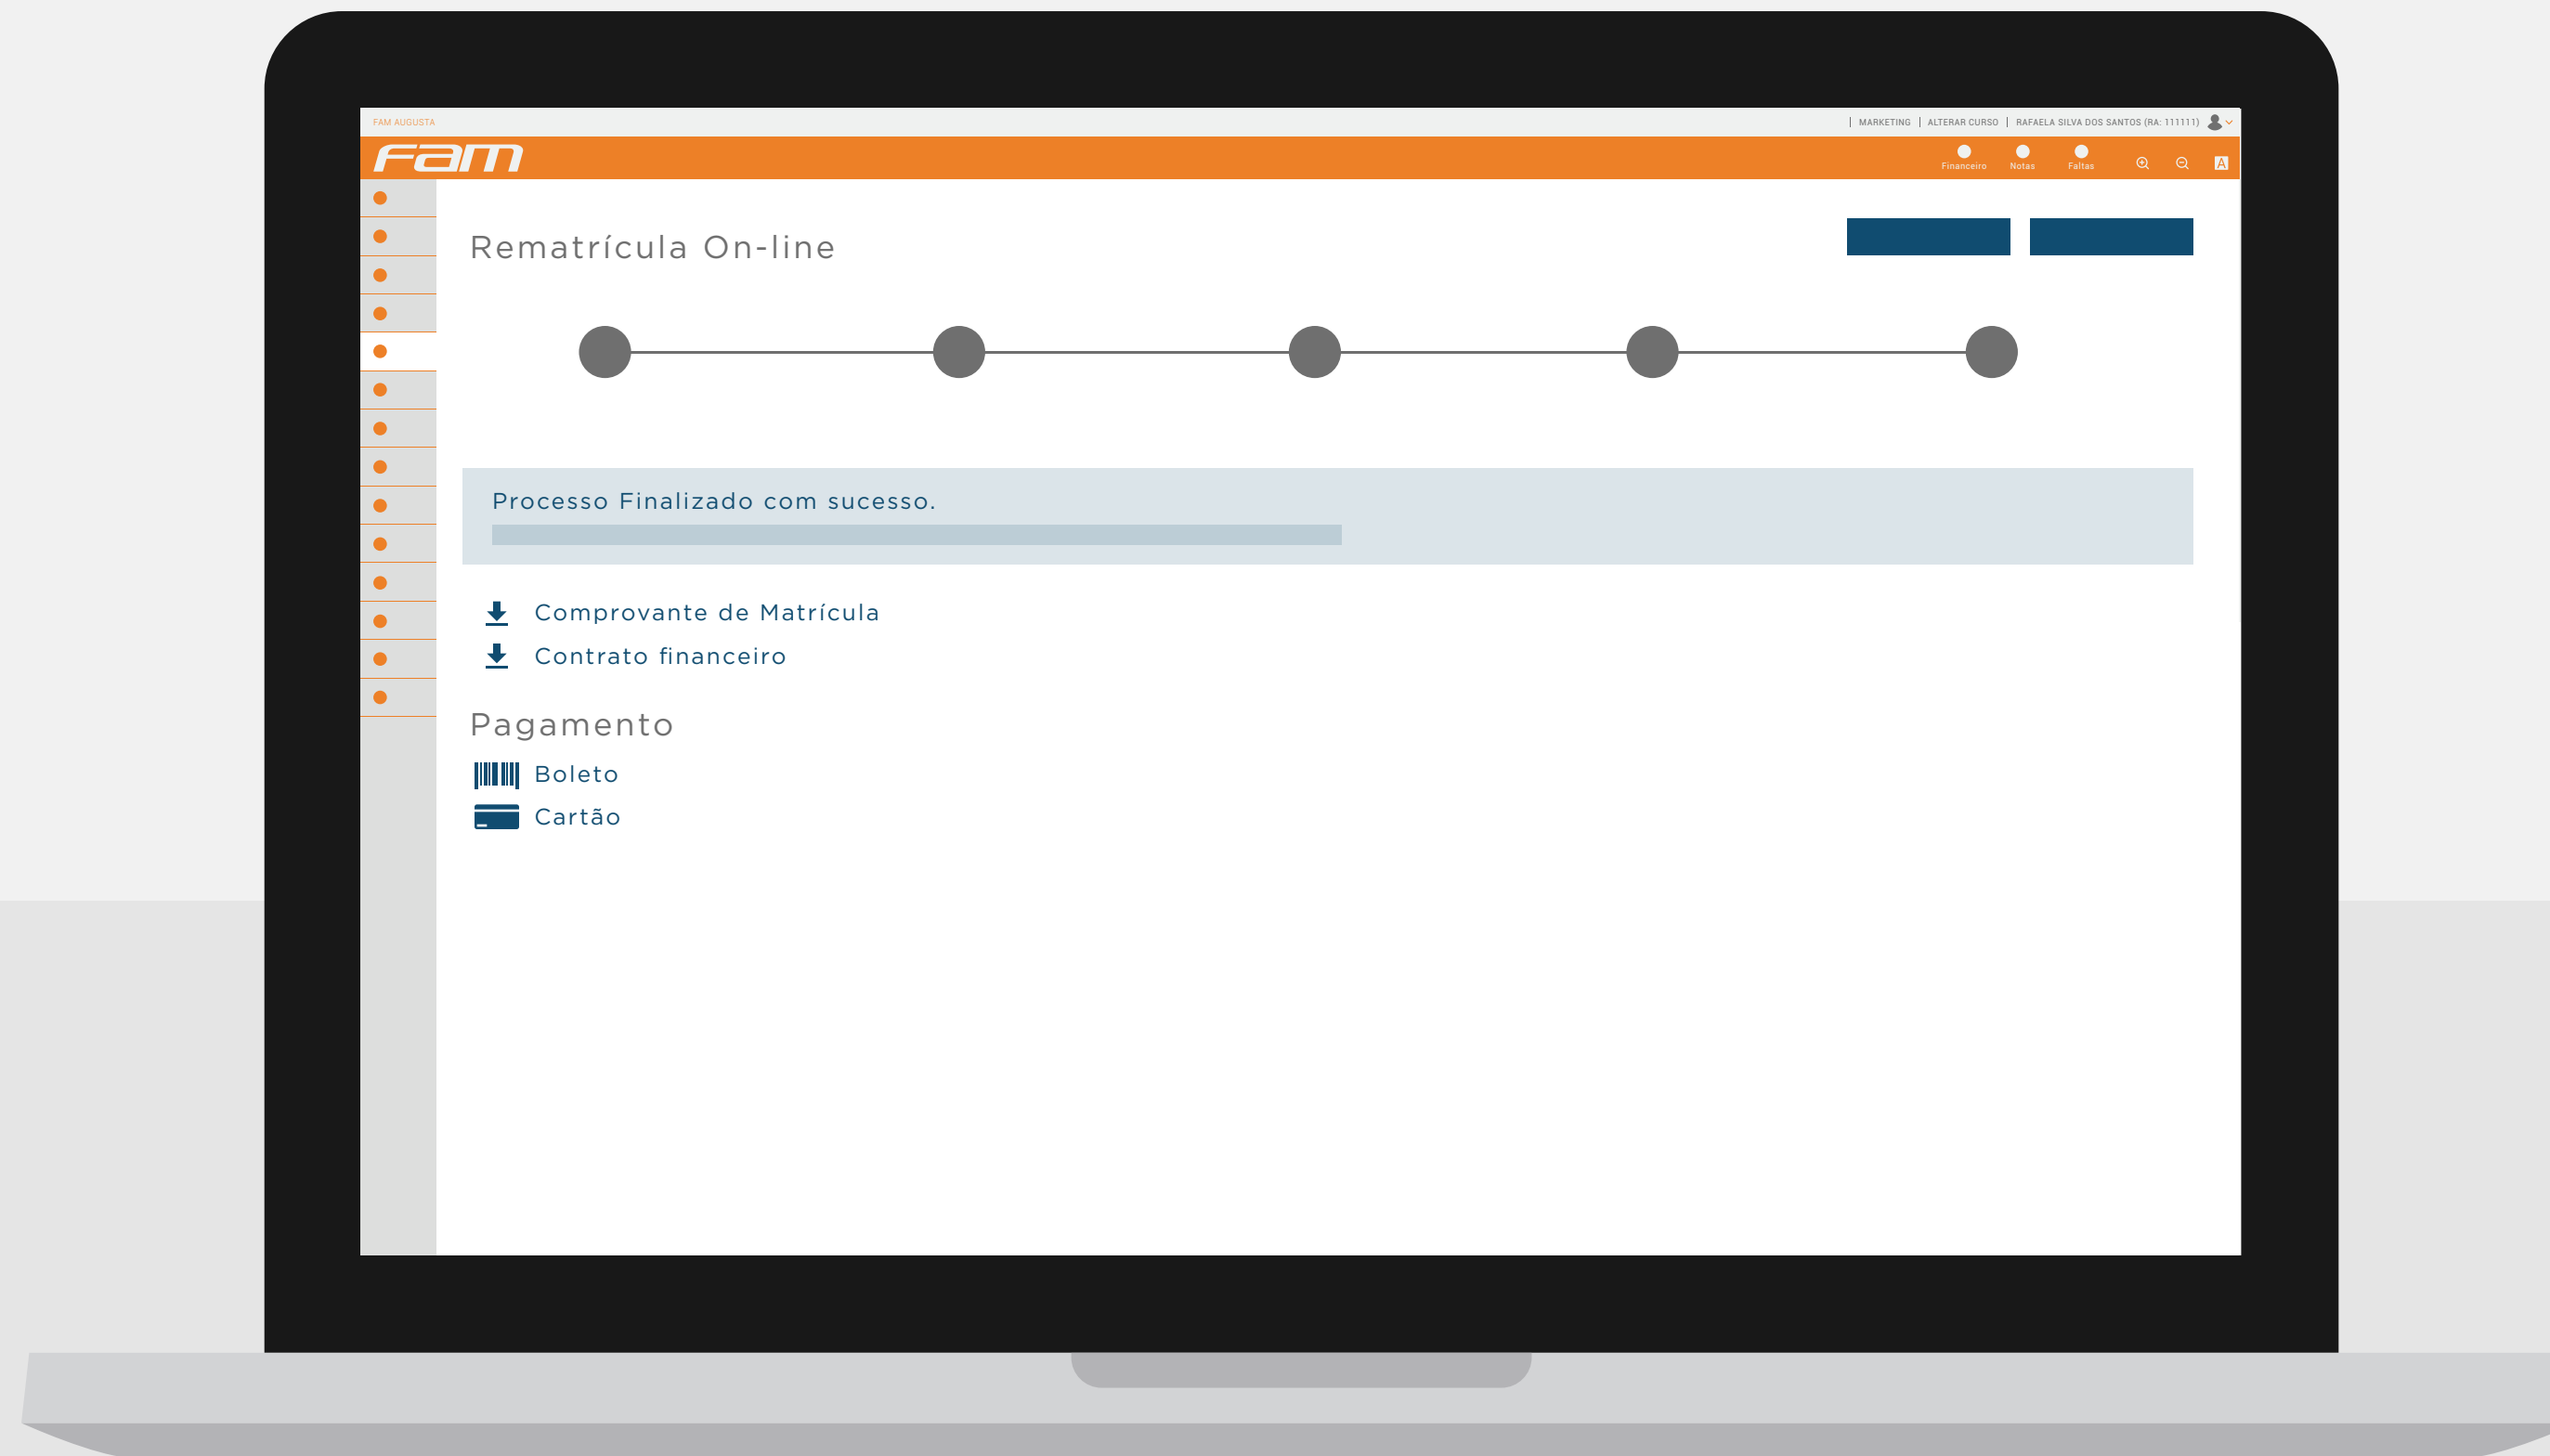 FAM AUGUSTA
MARKETING | ALTERAR CURSO | RAFAELA SILVA DOS SANTOS (RA: 111111)
Fam
Financeiro Notas Faltas A
Rematrícula On-line
Processo Finalizado com sucesso.
Comprovante de Matrícula
Contrato financeiro
Pagamento
Boleto
Cartão